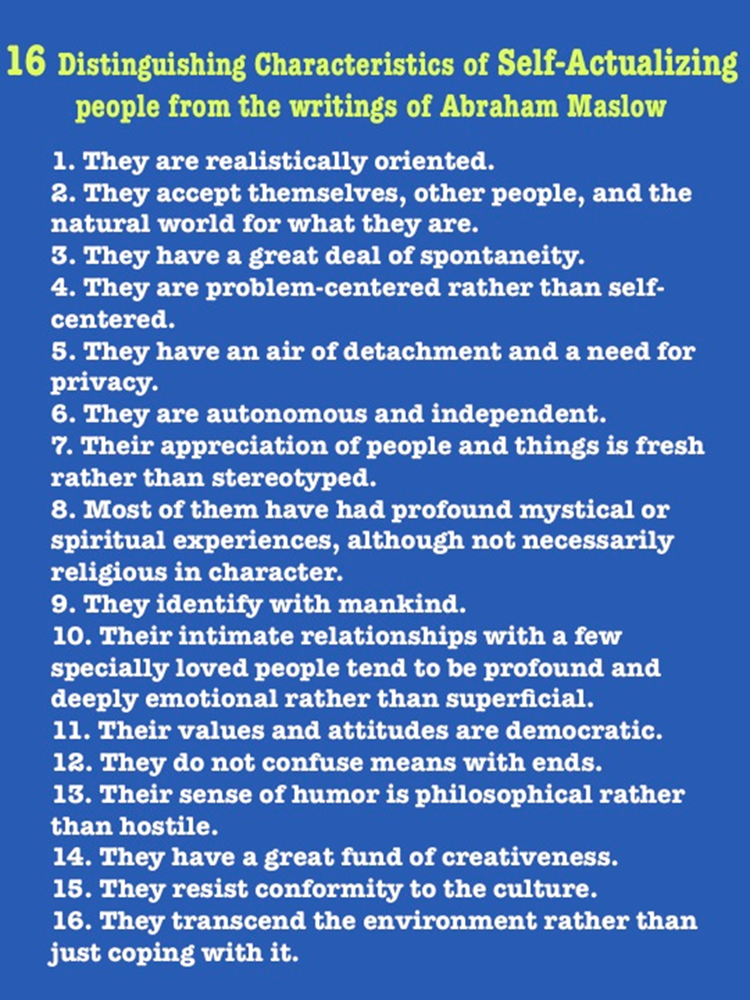 16 Distinguishing Characteristics of Self-Actualizing
people from the writings of Abraham Maslow
1. They are realistically oriented.
2. They accept themselves, other people, and the
natural world for what they are.
3. They have a great deal of spontaneity.
4. They are problem-centered rather than self-
centered.
5. They have an air of detachment and a need for
privacy.
6. They are autonomous and independent.
7. Their appreciation of people and things is fresh
rather than stereotyped.
8. Most of them have had profound mystical or
spiritual experiences, although not necessarily
religious in character.
9. They identify with mankind.
10. Their intimate relationships with a few
specially loved people tend to be profound and
deeply emotional rather than superficial.
11. Their values and attitudes are democratic.
12. They do not confuse means with ends.
13. Their sense of humor is philosophical rather
than hostile.
14. They have a great fund of creativeness.
15. They resist conformity to the culture.
16. They transcend the environment rather than
just coping with it.